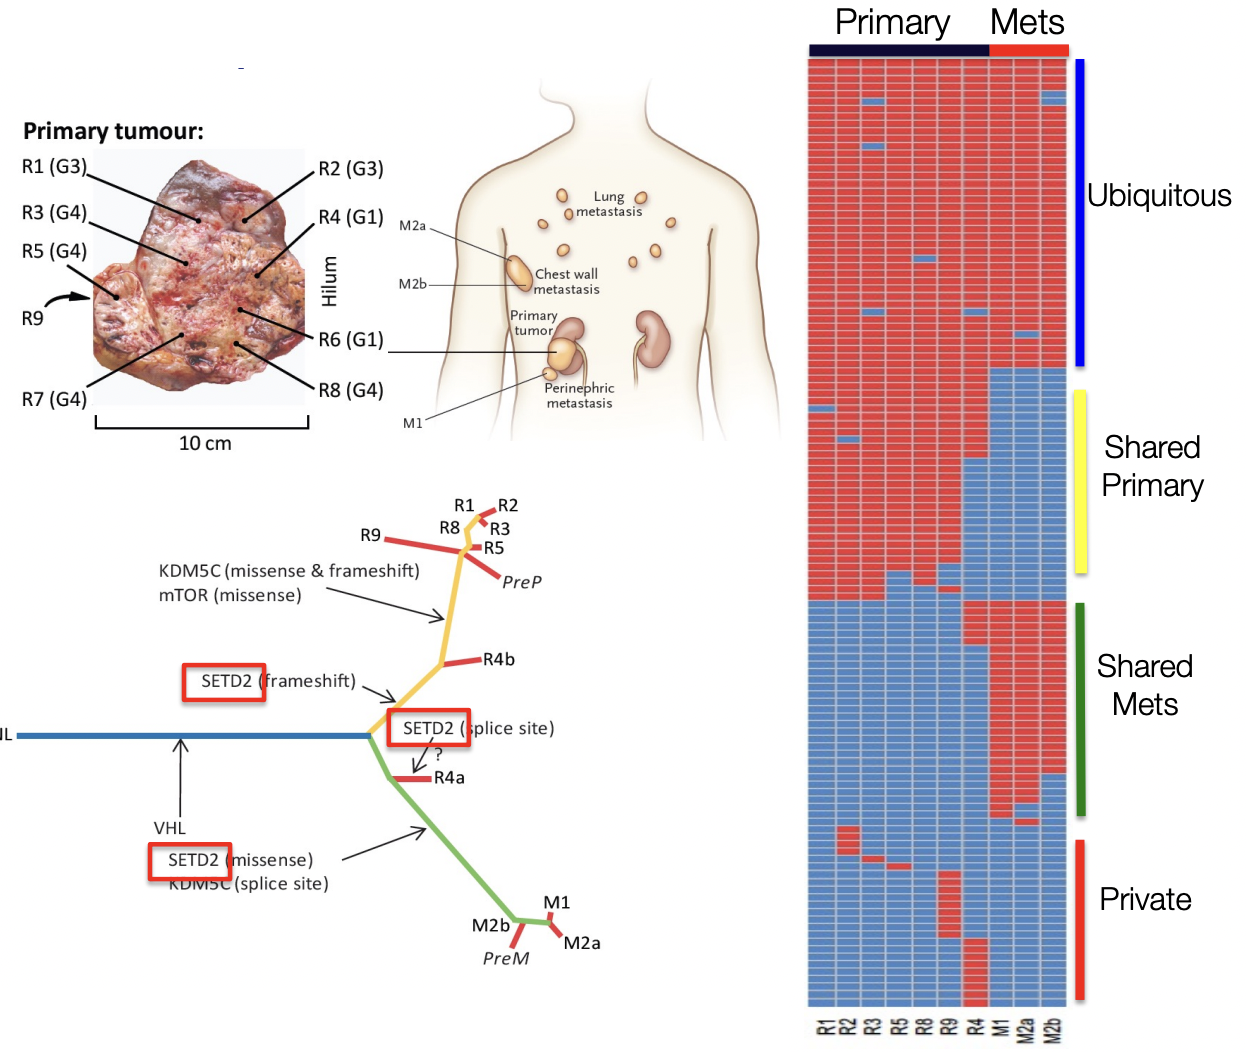 Primary tumour:
R1 (G3)
R2 (G3)
R3 (G4)
R4 (G1)
R5 (G4)
R9
Hilum
R6 (G1)
R7 (G4)
R8 (G4)
10 cm
Lung
metastasis
M2a
Chest wall
metastasis
M2b
Primary
tumor
Perinephric
metastasis
M1
R1
R2
R8
R3
R9
R5
PreP
KDM5C (missense & frameshift)
mTOR (missense)
R4b
SETD2 (frameshift)
SETD2 (splice site)
?
R4a
VHL
SETD2 (missense)
KDM5C (splice site)
M1
M2b
M2a
PreM
Primary
Mets
Ubiquitous
Shared
Primary
Shared
Mets
Private
R1
R2
R3
R5
R8
R9
R4
M1
M2a
M2b